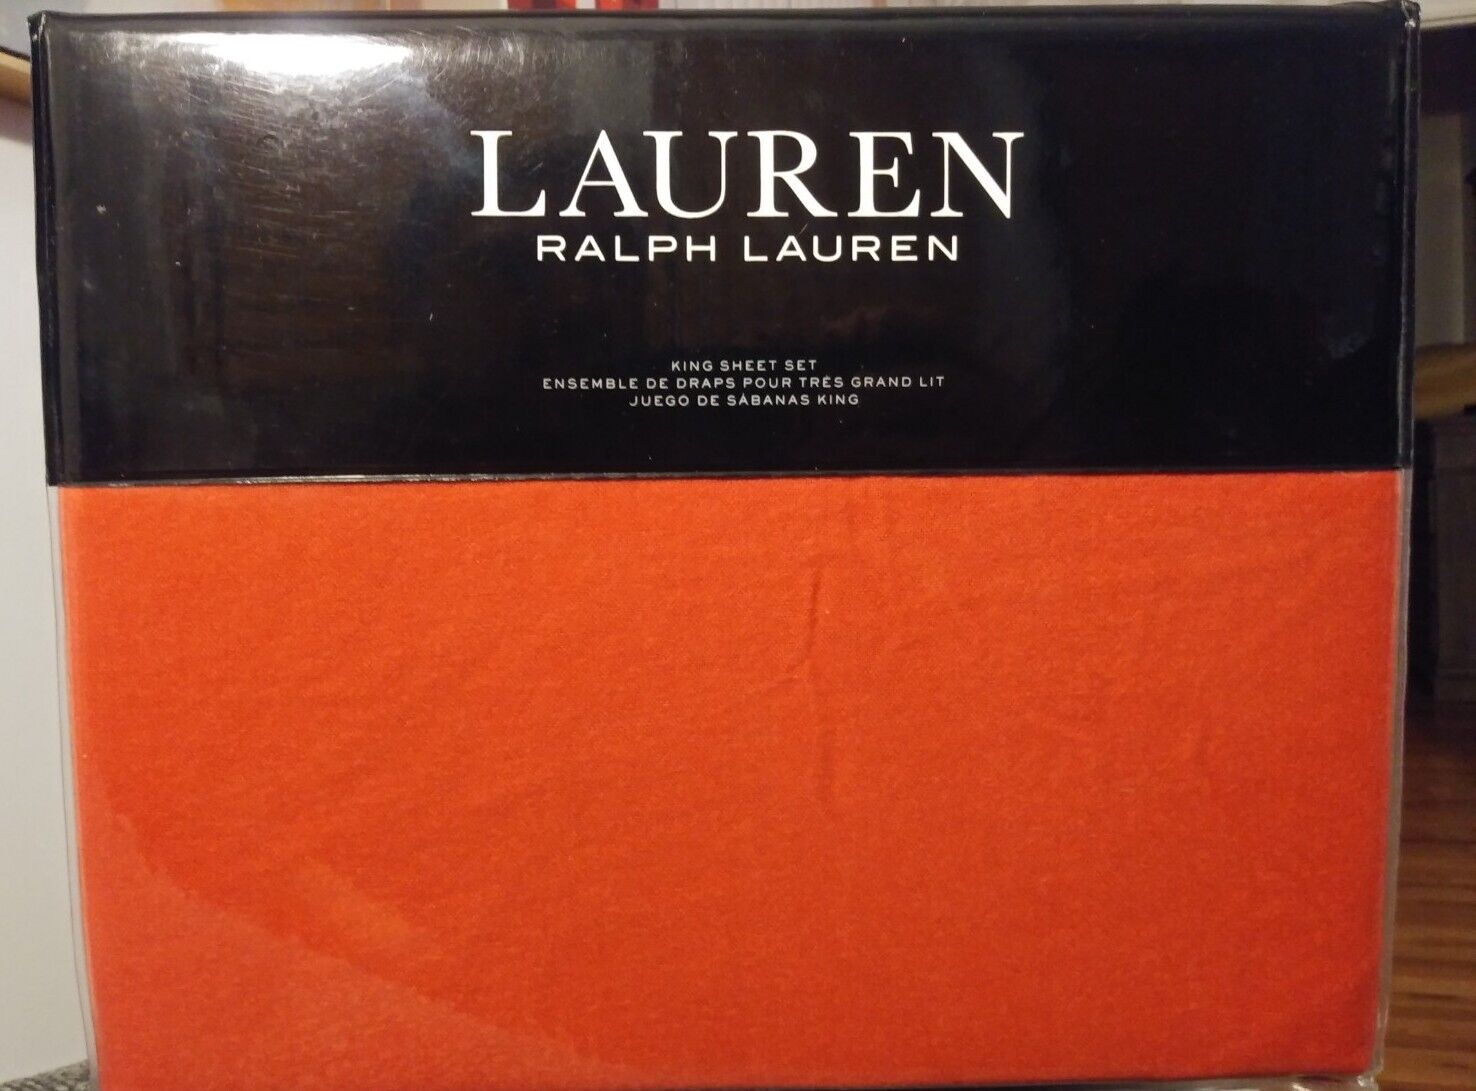 LAUREN
RALPH LAUREN
KING SHEET SET
ENSEMBLE DE DRAPS POUR TRÈS GRAND LIT
JUEGO DE SÁBANAS KING